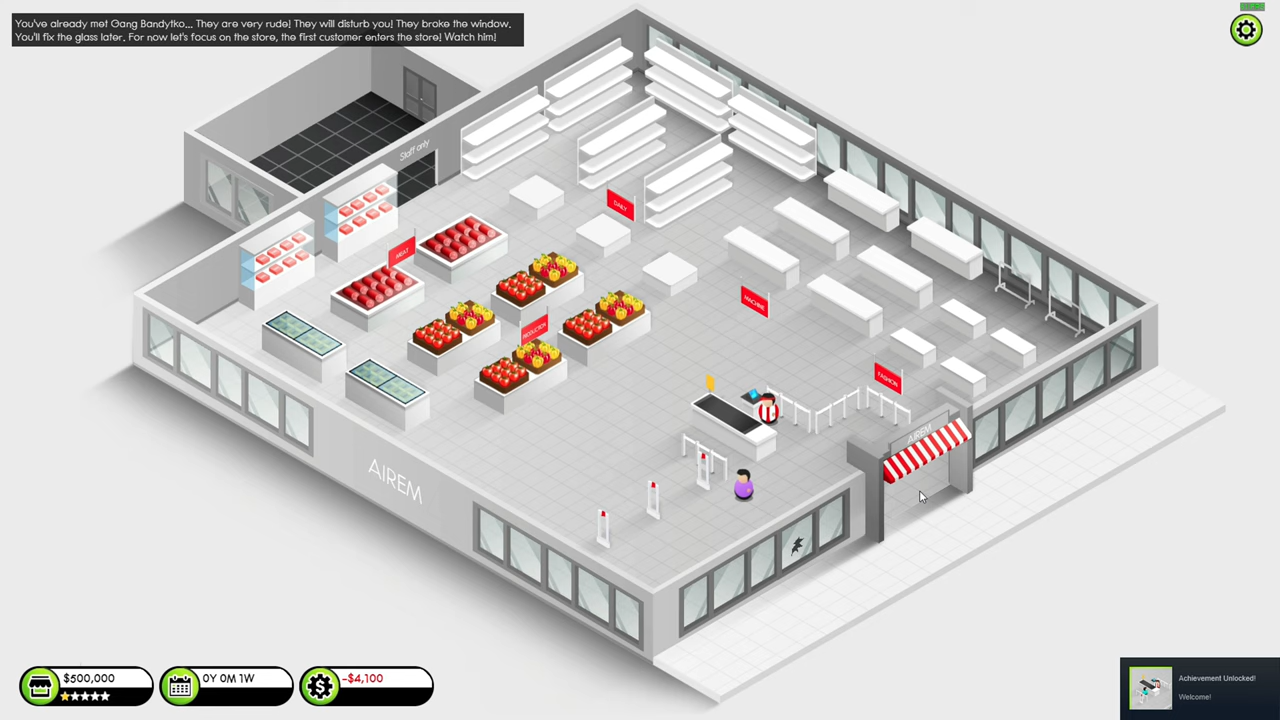 You've already met Gang Bandytko... They are very rude! They will disturb you! They broke the window.
You'll fix the glass later. For now let's focus on the store, the first customer enters the store! Watch him!
Staff only
DAILY
MEAT
MACHINE
PRODUCTION
FASHION
AIREM
AIREM
$500,000
0Y 0M 1W
-$4,100
Achievement Unlocked!
Welcome!